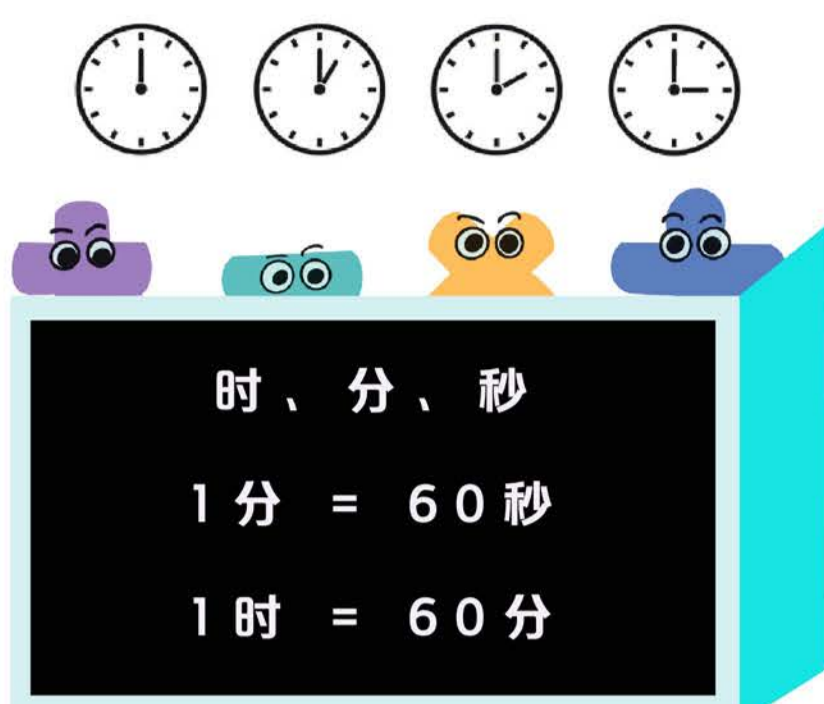 时、分、秒
1分 = 60秒
1时 = 60分